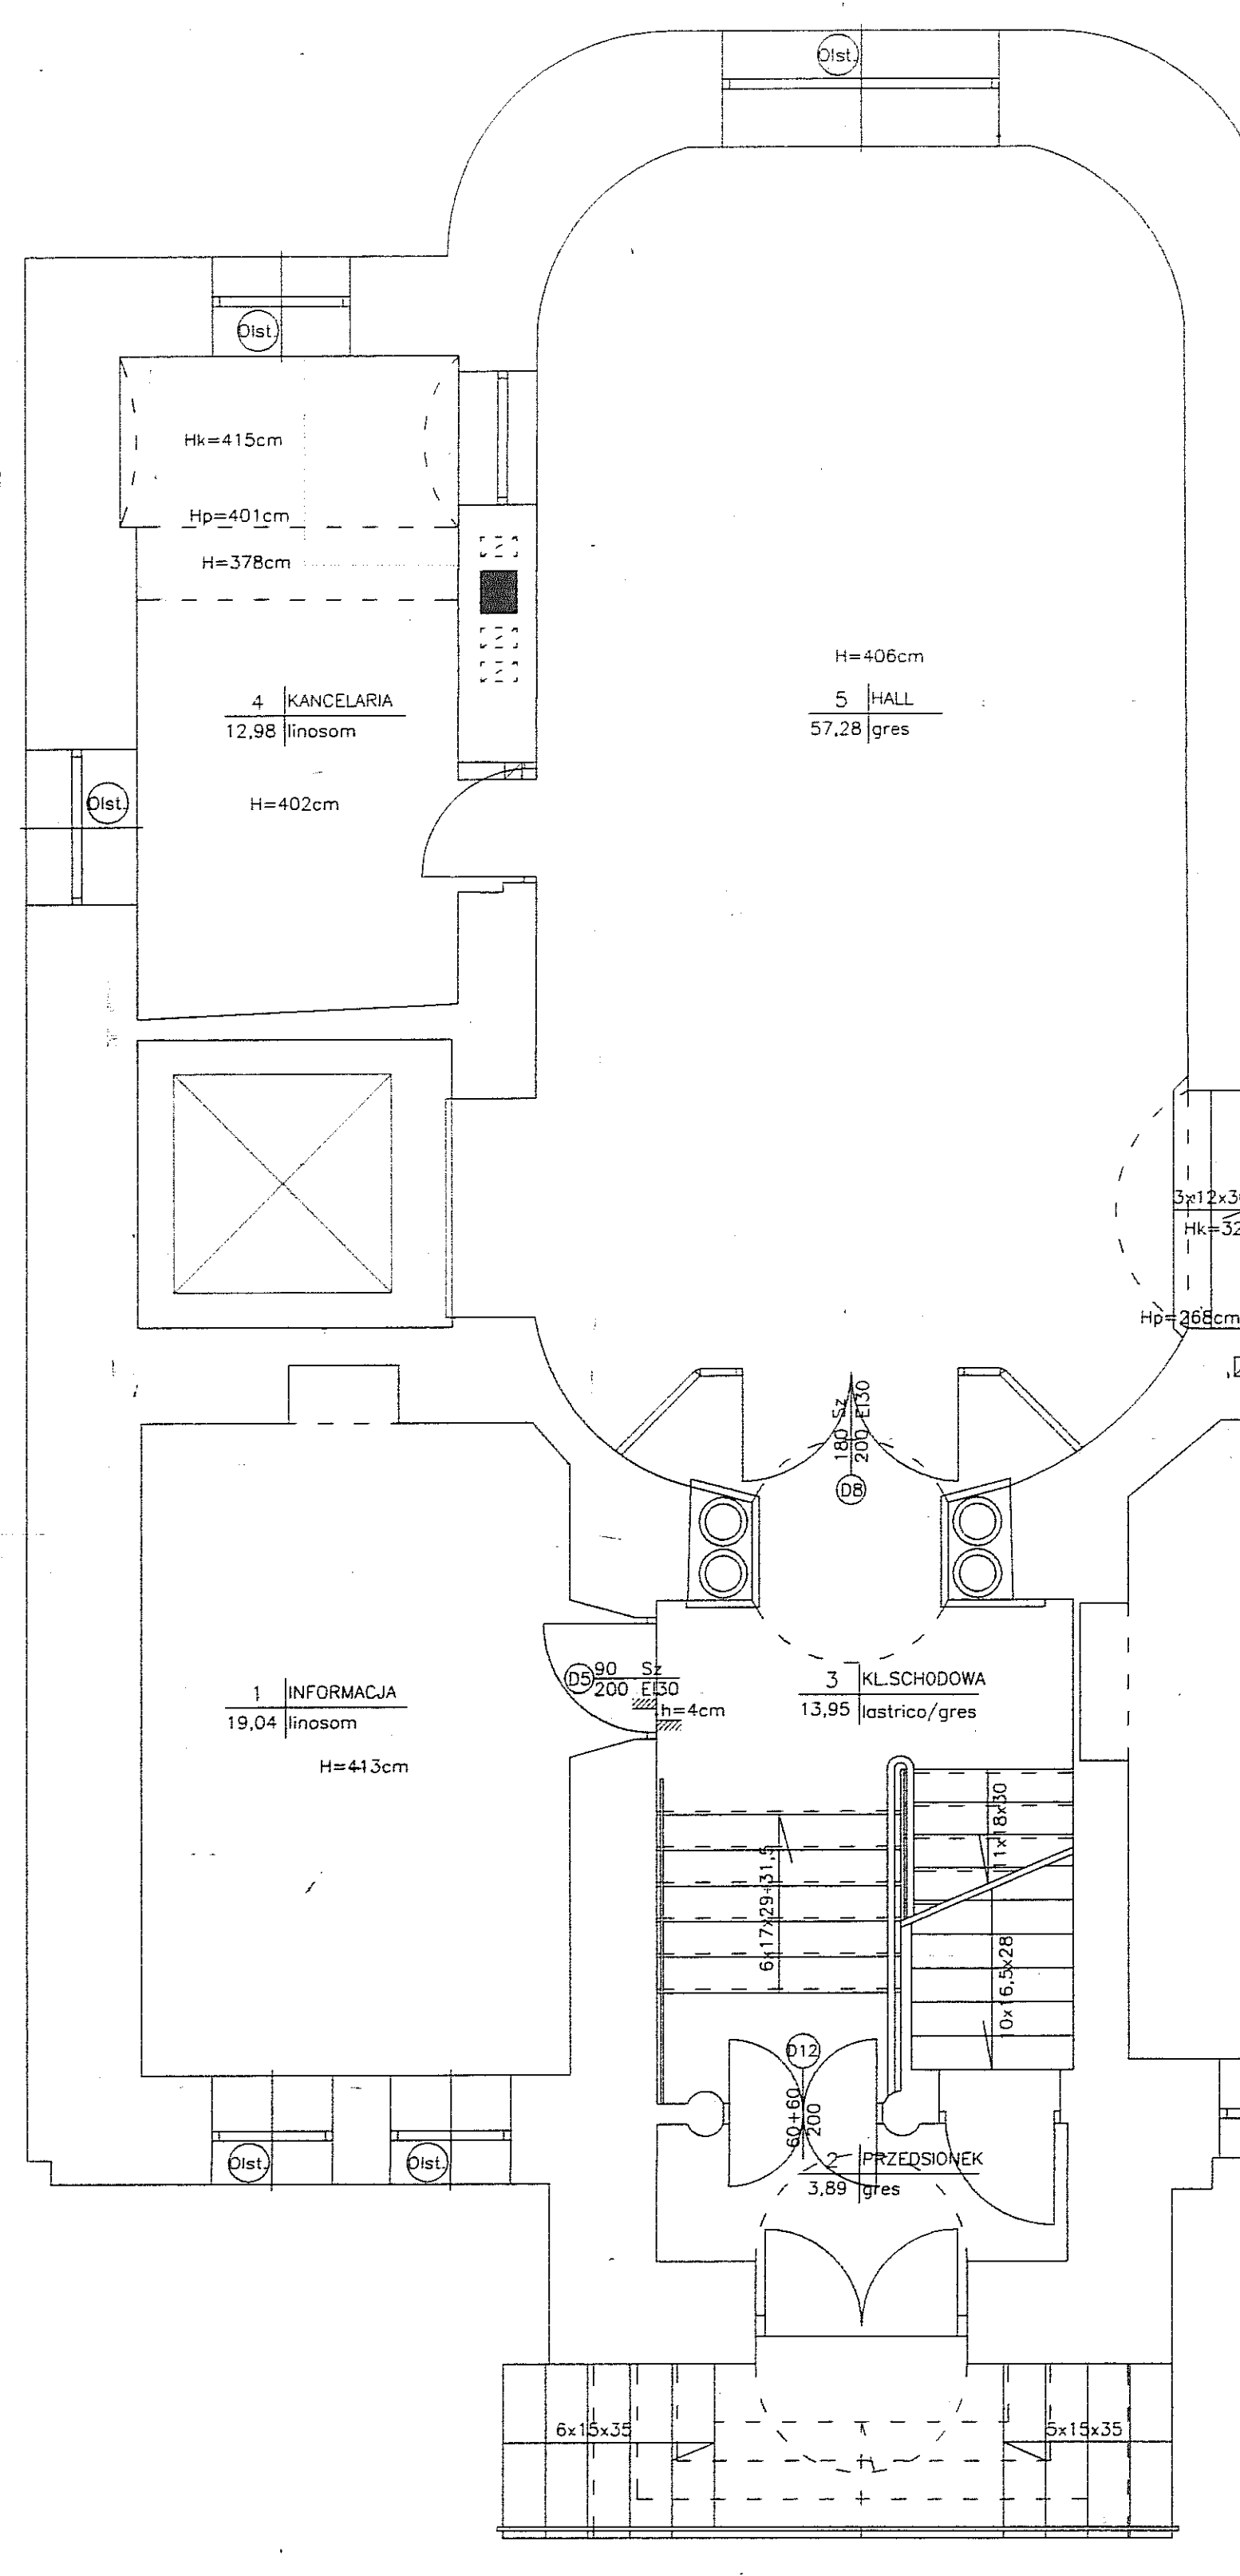 Olst.
Olst.
Hk=415cm
Hp=401cm
H=378cm
H=406cm
4 KANCELARIA
12,98 linosom
5 HALL
57,28 gres
Olst.
H=402cm
3x12x3
Hk=32
Hp=268cm
180 Sz
200 EI30
D8
D5
90 Sz
200 EI30
h=4cm
1 INFORMACJA
19,04 linosom
3 KL.SCHODOWA
13,95 lastrico/gres
H=413cm
11x18x30
6x17x29÷31,5
10x16,5x28
D12
60+60
200
Olst.
Olst.
2 PRZEDSIONEK
3,89 gres
6x15x35
5x15x35